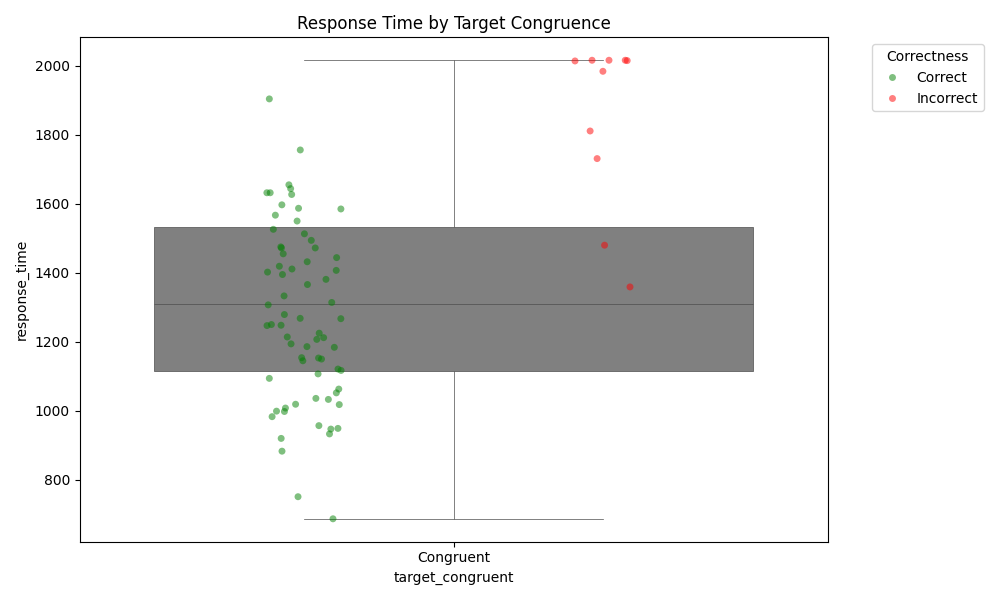 Response Time by Target Congruence
Correctness
Correct
Incorrect
2000
1800
1600
1400
1200
1000
800
response_time
Congruent
target_congruent